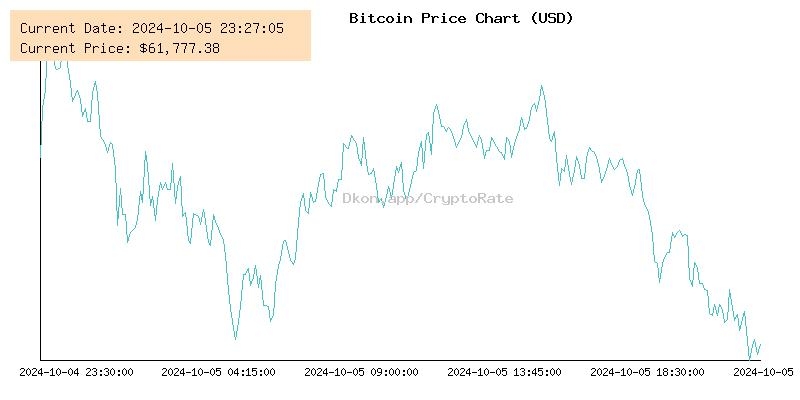 Bitcoin Price Chart (USD)
Current Date: 2024-10-05 23:27:05
Current Price: $61,777.38
Dkon.app/CryptoRate
2024-10-04 23:30:00 2024-10-05 04:15:00 2024-10-05 09:00:00 2024-10-05 13:45:00 2024-10-05 18:30:00 2024-10-05